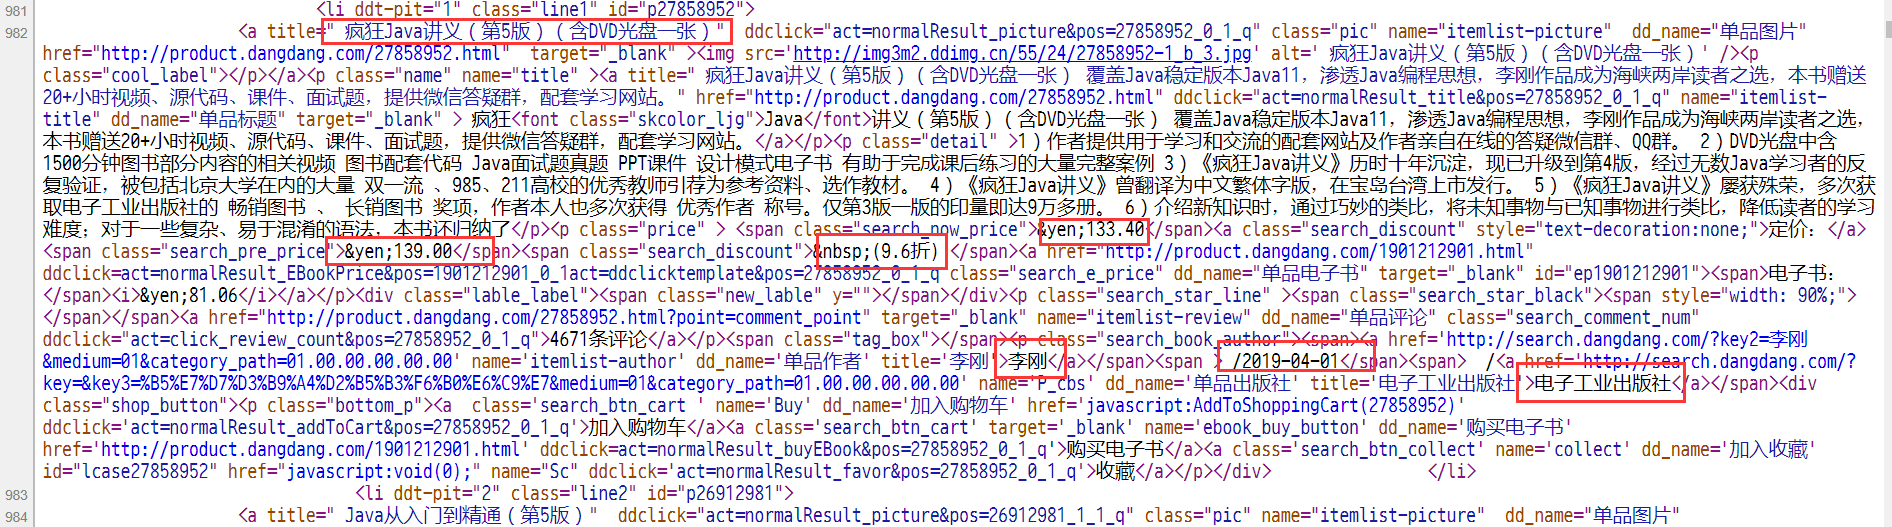 981 <li ddt-pit="1" class="line1" id="p27858952">
982 <a title=" 疯狂Java讲义（第5版）（含DVD光盘一张）"  ddclick="act=normalResult_picture&pos=27858952_0_1_q" class="pic" name="itemlist-picture" dd_name="单品图片"
href="http://product.dangdang.com/27858952.html"  target="_blank" ><img src='http://img3m2.ddimg.cn/55/24/27858952-1_b_3.jpg' alt=' 疯狂Java讲义（第5版）（含DVD光盘一张）' /><p
class="cool_label"></p></a><p class="name" name="title" ><a title=" 疯狂Java讲义（第5版）（含DVD光盘一张） 覆盖Java稳定版本Java11，渗透Java编程思想，李刚作品成为海峡两岸读者之选，本书赠送
20+小时视频、源代码、课件、面试题，提供微信答疑群，配套学习网站。" href="http://product.dangdang.com/27858952.html" ddclick="act=normalResult_title&pos=27858952_0_1_q" name="itemlist-
title" dd_name="单品标题" target="_blank" > 疯狂<font class="skcolor_ljg">Java</font>讲义（第5版）（含DVD光盘一张） 覆盖Java稳定版本Java11，渗透Java编程思想，李刚作品成为海峡两岸读者之选，
本书赠送20+小时视频、源代码、课件、面试题，提供微信答疑群，配套学习网站。</a></p><p class="detail" >1）作者提供用于学习和交流的配套网站及作者亲自在线的答疑微信群、QQ群。 2）DVD光盘中含
1500分钟图书部分内容的相关视频 图书配套代码 Java面试题真题 PPT课件 设计模式电子书 有助于完成课后练习的大量完整案例 3）《疯狂Java讲义》历时十年沉淀，现已升级到第4版，经过无数Java学习者的反
复验证，被包括北京大学在内的大量 双一流 、985、211高校的优秀教师引荐为参考资料、选作教材。 4）《疯狂Java讲义》曾翻译为中文繁体字版，在宝岛台湾上市发行。 5）《疯狂Java讲义》屡获殊荣，多次获
取电子工业出版社的 畅销图书 、 长销图书 奖项，作者本人也多次获得 优秀作者 称号。仅第3版一版的印量即达9万多册。 6）介绍新知识时，通过巧妙的类比，将未知事物与已知事物进行类比，降低读者的学习
难度；对于一些复杂、易于混淆的语法，本书还归纳了</p><p class="price" > <span class="search_now_price">&yen;133.40</span><a class="search_discount" style="text-decoration:none;">定价：</a>
<span class="search_pre_price">&yen;139.00</span><span class="search_discount">&nbsp;(9.6折) </span><a href="http://product.dangdang.com/1901212901.html"
ddclick=act=normalResult_EBookPrice&pos=1901212901_0_1act=ddclicktemplate&pos=27858952_0_1_q class="search_e_price" dd_name="单品电子书" target="_blank" id="ep1901212901"><span>电子书：
</span><i>&yen;81.06</i></a></p><div class="lable_label"><span class="new_lable" y=""></span></div><p class="search_star_line" ><span class="search_star_black"><span style="width: 90%;">
</span></span><a href="http://product.dangdang.com/27858952.html?point=comment_point" target="_blank" name="itemlist-review" dd_name="单品评论" class="search_comment_num"
ddclick="act=click_review_count&pos=27858952_0_1_q">4671条评论</a></p><span class="tag_box"></span><p class="search_book_author"><span><a href='http://search.dangdang.com/?key2=李刚
&medium=01&category_path=01.00.00.00.00.00' name='itemlist-author' dd_name='单品作者' title='李刚'>李刚</a></span><span > /2019-04-01</span><span>  /<a href='http://search.dangdang.com/?
key=&key3=%B5%E7%D7%D3%B9%A4%D2%B5%B3%F6%B0%E6%C9%E7&medium=01&category_path=01.00.00.00.00.00' name='P_cbs' dd_name='单品出版社' title='电子工业出版社'>电子工业出版社</a></span><div
class="shop_button"><p class="bottom_p"><a  class='search_btn_cart ' name='Buy' dd_name='加入购物车' href='javascript:AddToShoppingCart(27858952)'
ddclick='act=normalResult_addToCart&pos=27858952_0_1_q'>加入购物车</a><a class='search_btn_cart' target='_blank' name='ebook_buy_button' dd_name='购买电子书'
href='http://product.dangdang.com/1901212901.html' ddclick='act=normalResult_buyEBook&pos=27858952_0_1_q'>购买电子书</a><a class='search_btn_collect' name='collect' dd_name='加入收藏'
id="lcase27858952" href="javascript:void(0);" name="Sc" ddclick='act=normalResult_favor&pos=27858952_0_1_q'>收藏</a></p></div> </li>
983 <li ddt-pit="2" class="line2" id="p26912981">
984 <a title=" Java从入门到精通（第5版）"  ddclick="act=normalResult_picture&pos=26912981_1_1_q" class="pic" name="itemlist-picture"  dd_name="单品图片"